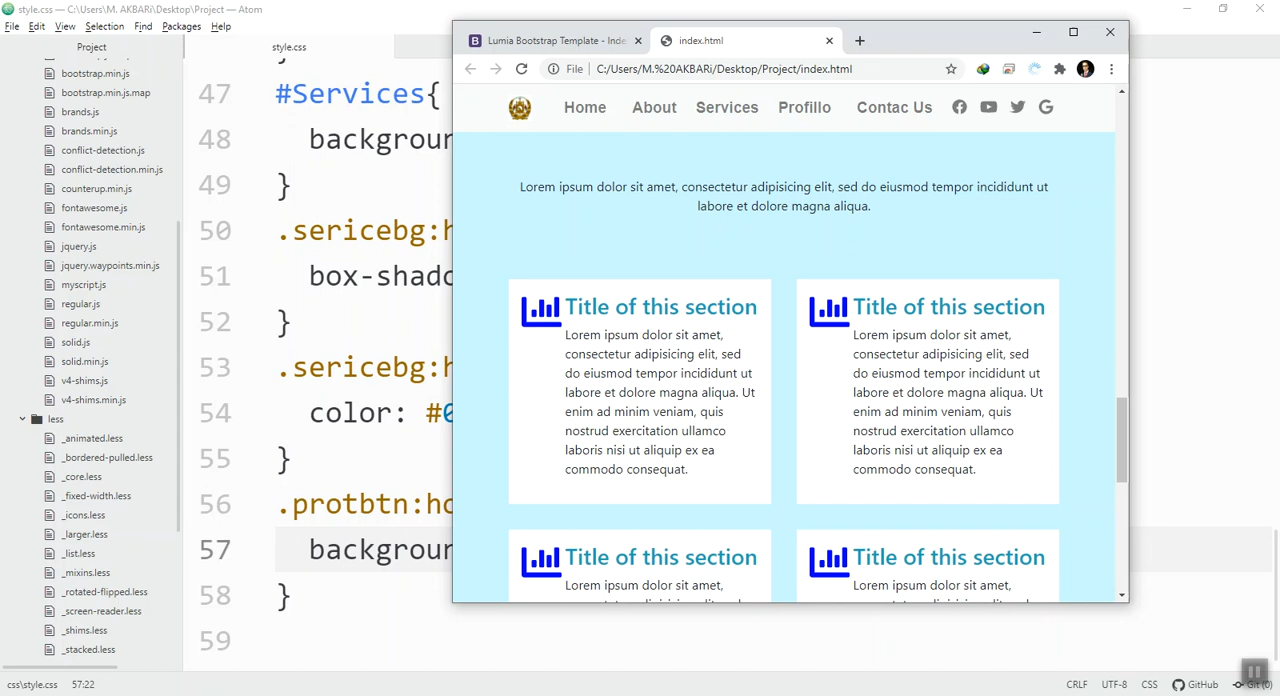 style.css — C:\Users\M. AKBARi\Desktop\Project — Atom
File Edit View Selection Find Packages Help
Project
bootstrap.min.js
bootstrap.min.js.map
brands.js
brands.min.js
conflict-detection.js
conflict-detection.min.js
counterup.min.js
fontawesome.js
fontawesome.min.js
jquery.js
jquery.waypoints.min.js
myscript.js
regular.js
regular.min.js
solid.js
solid.min.js
v4-shims.js
v4-shims.min.js
less
_animated.less
_bordered-pulled.less
_core.less
_fixed-width.less
_icons.less
_larger.less
_list.less
_mixins.less
_rotated-flipped.less
_screen-reader.less
_shims.less
_stacked.less
style.css
47 #Services{
48 backgroun
49 }
50 .sericebg:h
51 box-shado
52 }
53 .sericebg:h
54 color: #0
55 }
56 .protbtn:ho
57 backgroun
58 }
59
Lumia Bootstrap Template - Inde
index.html
File C:/Users/M.%20AKBARi/Desktop/Project/index.html
Home About Services Profillo Contac Us
Lorem ipsum dolor sit amet, consectetur adipisicing elit, sed do eiusmod tempor incididunt ut
labore et dolore magna aliqua.
Title of this section
Lorem ipsum dolor sit amet,
consectetur adipisicing elit, sed
do eiusmod tempor incididunt ut
labore et dolore magna aliqua. Ut
enim ad minim veniam, quis
nostrud exercitation ullamco
laboris nisi ut aliquip ex ea
commodo consequat.
Title of this section
Lorem ipsum dolor sit amet,
consectetur adipisicing elit, sed
do eiusmod tempor incididunt ut
labore et dolore magna aliqua. Ut
enim ad minim veniam, quis
nostrud exercitation ullamco
laboris nisi ut aliquip ex ea
commodo consequat.
Title of this section
Lorem ipsum dolor sit amet,
Title of this section
Lorem ipsum dolor sit amet,
css\style.css 57:22
CRLF UTF-8 CSS GitHub Git (0)